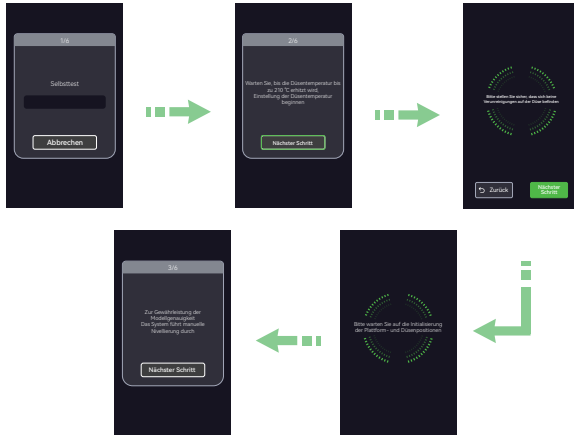 1/6
Selbsttest
Abbrechen
2/6
Warten Sie, bis die Düsentemperatur bis
zu 210 °C erhitzt wird,
Einstellung der Düsentemperatur
beginnen
Nächster Schritt
Bitte stellen Sie sicher, dass sich keine
Verunreinigungen auf der Düse befinden
Zurück
Nächster
Schritt
3/6
Zur Gewährleistung der
Modellgenauigkeit
Das System führt manuelle
Nivellierung durch
Nächster Schritt
Bitte warten Sie auf die Initialisierung
der Plattform- und Düsenpositionen